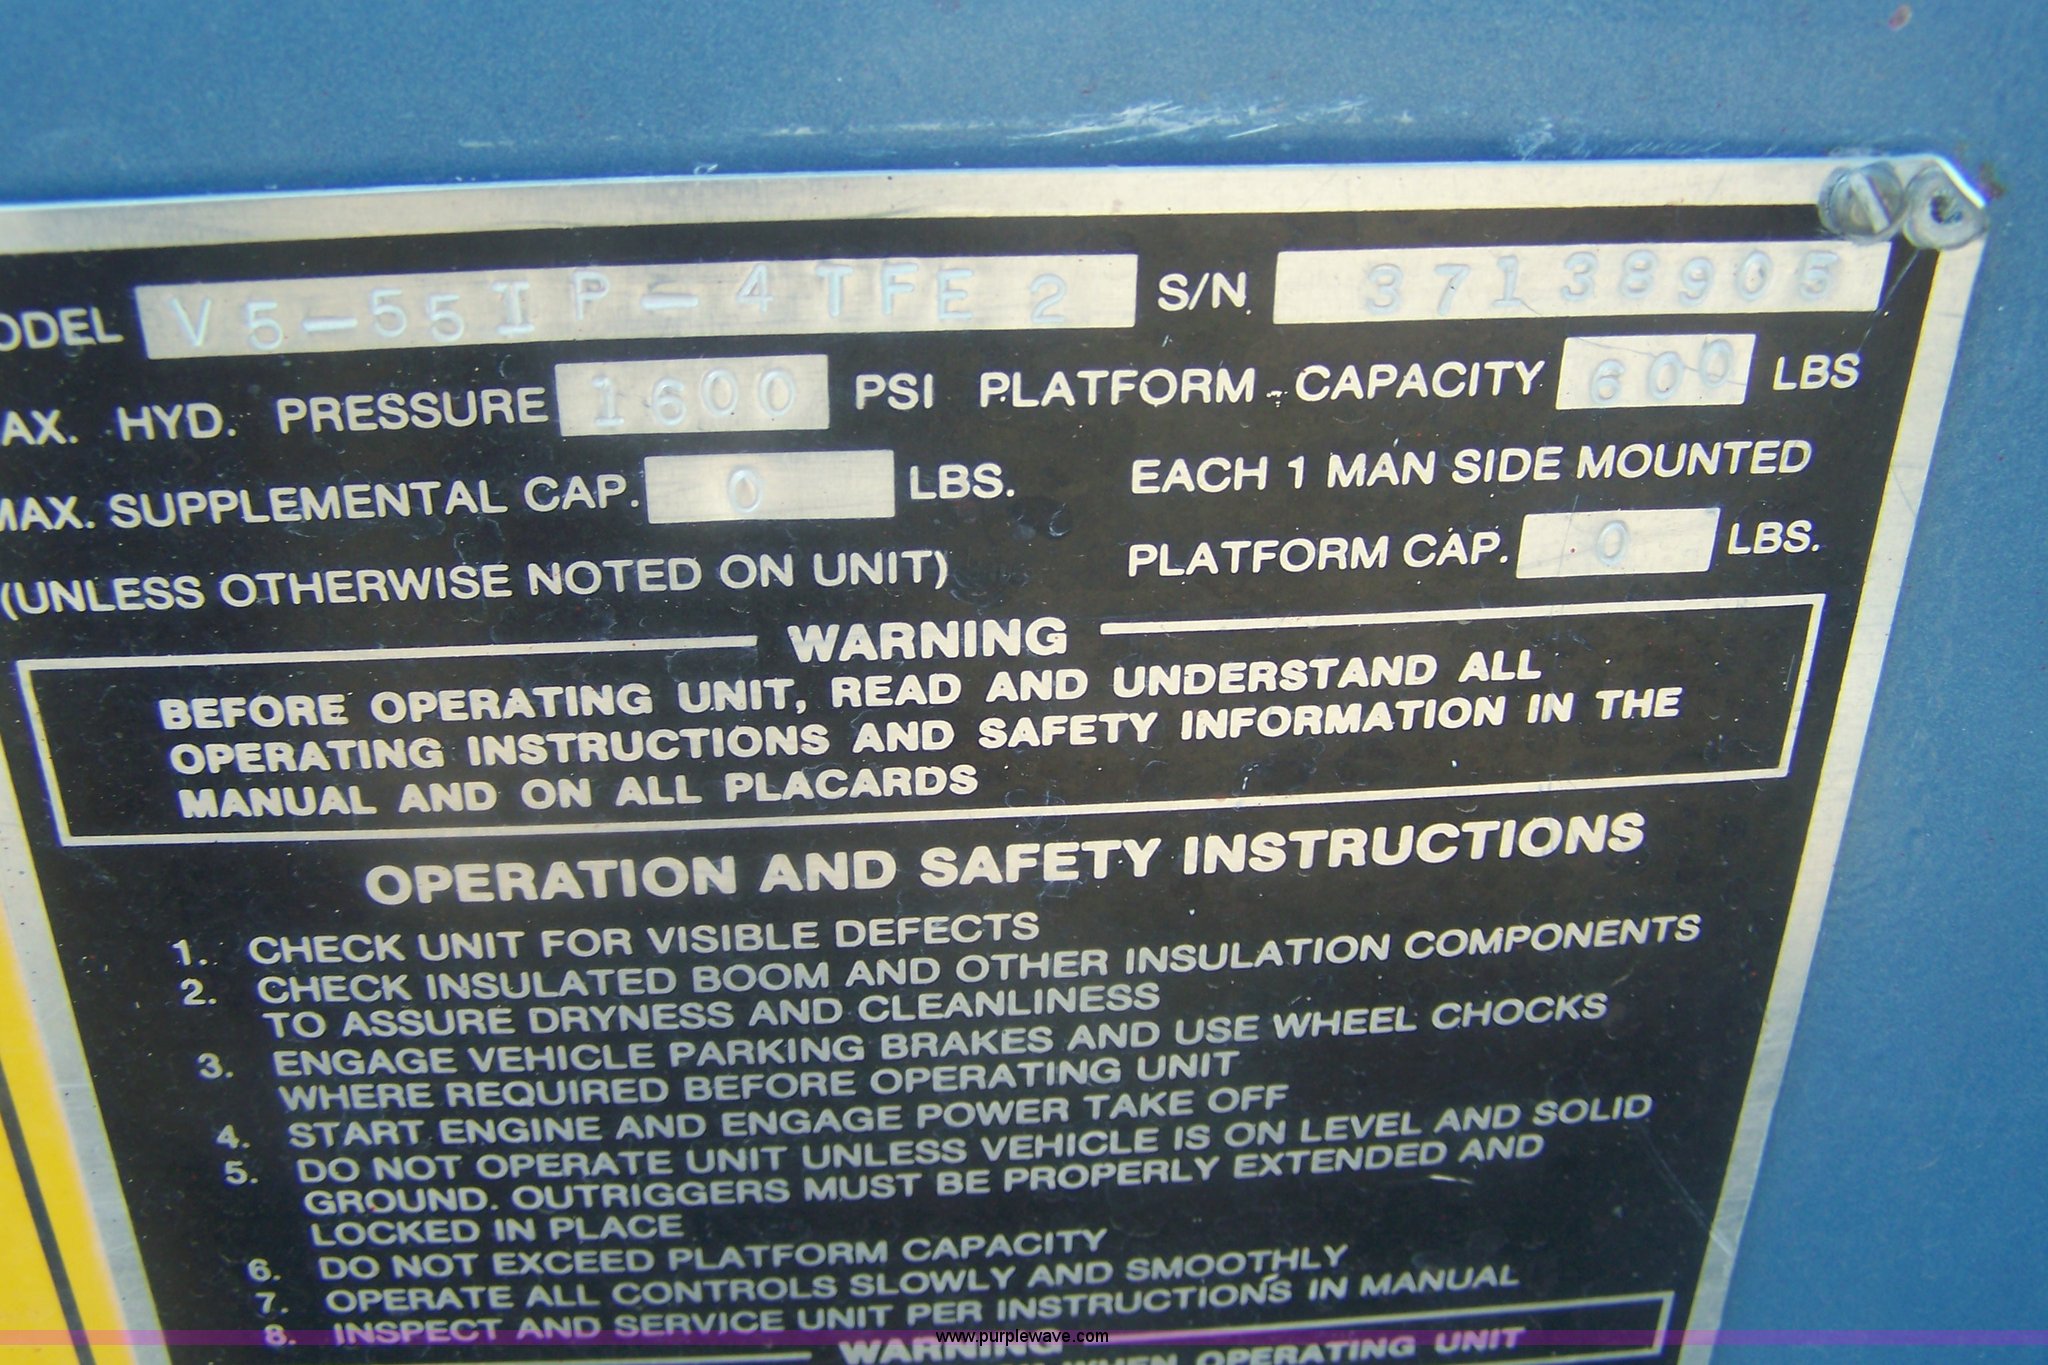 ODEL V5-55IP-4TFE2 S/N 37138905
AX. HYD. PRESSURE 1600 PSI PLATFORM CAPACITY 600 LBS
MAX. SUPPLEMENTAL CAP. 0 LBS. EACH 1 MAN SIDE MOUNTED
(UNLESS OTHERWISE NOTED ON UNIT) PLATFORM CAP. 0 LBS.
WARNING
BEFORE OPERATING UNIT, READ AND UNDERSTAND ALL
OPERATING INSTRUCTIONS AND SAFETY INFORMATION IN THE
MANUAL AND ON ALL PLACARDS
OPERATION AND SAFETY INSTRUCTIONS
1. CHECK UNIT FOR VISIBLE DEFECTS
2. CHECK INSULATED BOOM AND OTHER INSULATION COMPONENTS
TO ASSURE DRYNESS AND CLEANLINESS
3. ENGAGE VEHICLE PARKING BRAKES AND USE WHEEL CHOCKS
WHERE REQUIRED BEFORE OPERATING UNIT
4. START ENGINE AND ENGAGE POWER TAKE OFF
5. DO NOT OPERATE UNIT UNLESS VEHICLE IS ON LEVEL AND SOLID
GROUND. OUTRIGGERS MUST BE PROPERLY EXTENDED AND
LOCKED IN PLACE
6. DO NOT EXCEED PLATFORM CAPACITY
7. OPERATE ALL CONTROLS SLOWLY AND SMOOTHLY
8. INSPECT AND SERVICE UNIT PER INSTRUCTIONS IN MANUAL
www.purplewave.com
WARNING
WHEN OPERATING UNIT